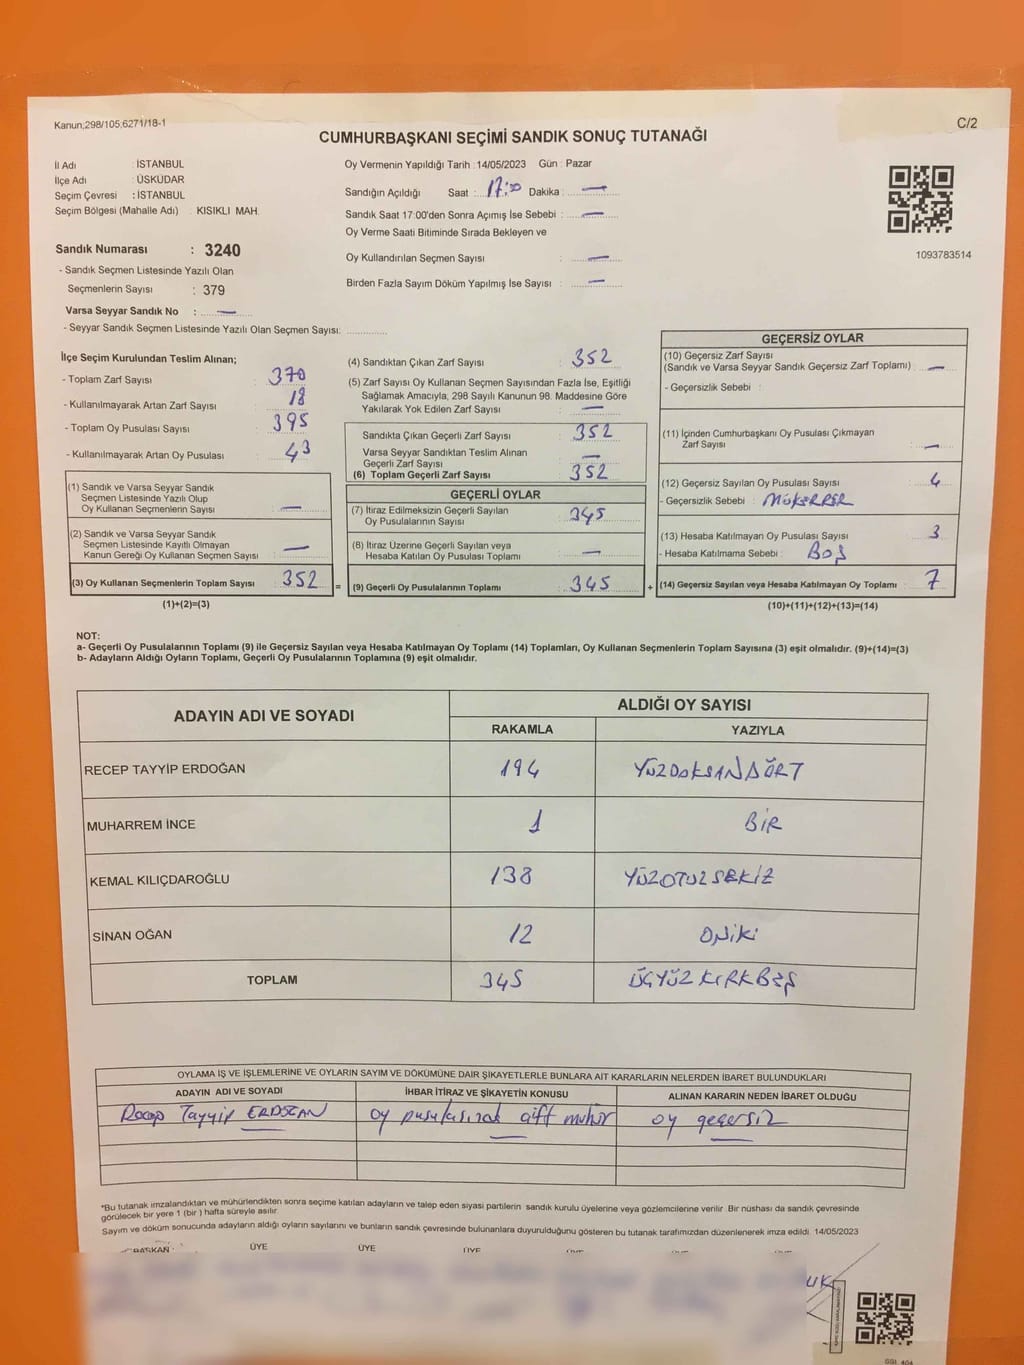 Kanun;298/105,6271/18-1
C/2
CUMHURBAŞKANI SEÇİMİ SANDIK SONUÇ TUTANAĞI
İl Adı : İSTANBUL
İlçe Adı : ÜSKÜDAR
Seçim Çevresi : İSTANBUL
Seçim Bölgesi (Mahalle Adı) : KISIKLI MAH.
Sandık Numarası : 3240
- Sandık Seçmen Listesinde Yazılı Olan
Seçmenlerin Sayısı : 379
Varsa Seyyar Sandık No : —
- Seyyar Sandık Seçmen Listesinde Yazılı Olan Seçmen Sayısı:
Oy Vermenin Yapıldığı Tarih : 14/05/2023 Gün : Pazar
Sandığın Açıldığı Saat : 17:00 Dakika : —
Sandık Saat 17:00'den Sonra Açımış İse Sebebi : —
Oy Verme Saati Bitiminde Sırada Bekleyen ve
Oy Kullandırılan Seçmen Sayısı : —
Birden Fazla Sayım Döküm Yapılmış İse Sayısı : —
1093783514
İlçe Seçim Kurulundan Teslim Alınan;
- Toplam Zarf Sayısı : 370
- Kullanılmayarak Artan Zarf Sayısı : 18
- Toplam Oy Pusulası Sayısı : 395
- Kullanılmayarak Artan Oy Pusulası : 43
(1) Sandık ve Varsa Seyyar Sandık
Seçmen Listesinde Yazılı Olup
Oy Kullanan Seçmenlerin Sayısı : —
(2) Sandık ve Varsa Seyyar Sandık
Seçmen Listesinde Kayıtlı Olmayan
Kanun Gereği Oy Kullanan Seçmen Sayısı : —
(3) Oy Kullanan Seçmenlerin Toplam Sayısı : 352 =
(1)+(2)=(3)
(4) Sandıktan Çıkan Zarf Sayısı : 352
(5) Zarf Sayısı Oy Kullanan Seçmen Sayısından Fazla İse, Eşitliği
Sağlamak Amacıyla, 298 Sayılı Kanunun 98. Maddesine Göre
Yakılarak Yok Edilen Zarf Sayısı : —
Sandıkta Çıkan Geçerli Zarf Sayısı : 352
Varsa Seyyar Sandıktan Teslim Alınan
Geçerli Zarf Sayısı : —
(6) Toplam Geçerli Zarf Sayısı : 352
GEÇERLİ OYLAR
(7) İtiraz Edilmeksizin Geçerli Sayılan
Oy Pusulalarının Sayısı : 345
(8) İtiraz Üzerine Geçerli Sayılan veya
Hesaba Katılan Oy Pusulaları Toplamı : —
(9) Geçerli Oy Pusulalarının Toplamı : 345 +
GEÇERSİZ OYLAR
(10) Geçersiz Zarf Sayısı
(Sandık ve Varsa Seyyar Sandık Geçersiz Zarf Toplamı) : —
- Geçersizlik Sebebi :
(11) İçinden Cumhurbaşkanı Oy Pusulası Çıkmayan
Zarf Sayısı : —
(12) Geçersiz Sayılan Oy Pusulası Sayısı : 4
- Geçersizlik Sebebi : MÜKERRER
(13) Hesaba Katılmayan Oy Pusulası Sayısı : 3
- Hesaba Katılmama Sebebi : BOŞ
(14) Geçersiz Sayılan veya Hesaba Katılmayan Oy Toplamı : 7
(10)+(11)+(12)+(13)=(14)
NOT:
a- Geçerli Oy Pusulalarının Toplamı (9) ile Geçersiz Sayılan veya Hesaba Katılmayan Oy Toplamı (14) Toplamları, Oy Kullanan Seçmenlerin Toplam Sayısına (3) eşit olmalıdır. (9)+(14)=(3)
b- Adayların Aldığı Oyların Toplamı, Geçerli Oy Pusulalarının Toplamına (9) eşit olmalıdır.
ADAYIN ADI VE SOYADI ALDIĞI OY SAYISI
RAKAMLA YAZIYLA
RECEP TAYYİP ERDOĞAN 194 YÜZDOKSANDÖRT
MUHARREM İNCE 1 BİR
KEMAL KILIÇDAROĞLU 138 YÜZOTUZSEKİZ
SİNAN OĞAN 12 ONİKİ
TOPLAM 345 ÜÇYÜZKIRKBEŞ
OYLAMA İŞ VE İŞLEMLERİNE VE OYLARIN SAYIM VE DÖKÜMÜNE DAİR ŞİKAYETLERLE BUNLARA AİT KARARLARIN NELERDEN İBARET BULUNDUKLARI
ADAYIN ADI VE SOYADI İHBAR İTİRAZ VE ŞİKAYETİN KONUSU ALINAN KARARIN NEDEN İBARET OLDUĞU
Recep Tayyip ERDOĞAN oy pusulasında çift mühür oy geçersiz
*Bu tutanak imzalandıktan ve mühürlendikten sonra seçime katılan adayların ve talep eden siyasi partilerin sandık kurulu üyelerine veya gözlemcilerine verilir. Bir nüshası da sandık çevresinde
görülecek bir yere 1 (bir ) hafta süreyle asılır.
Sayım ve döküm sonucunda adayların aldığı oyların sayılarını ve bunların sandık çevresinde bulunanlara duyurulduğunu gösteren bu tutanak tarafımızdan düzenlenerek imza edildi. 14/05/2023
BAŞKAN ÜYE ÜYE ÜYE
UK